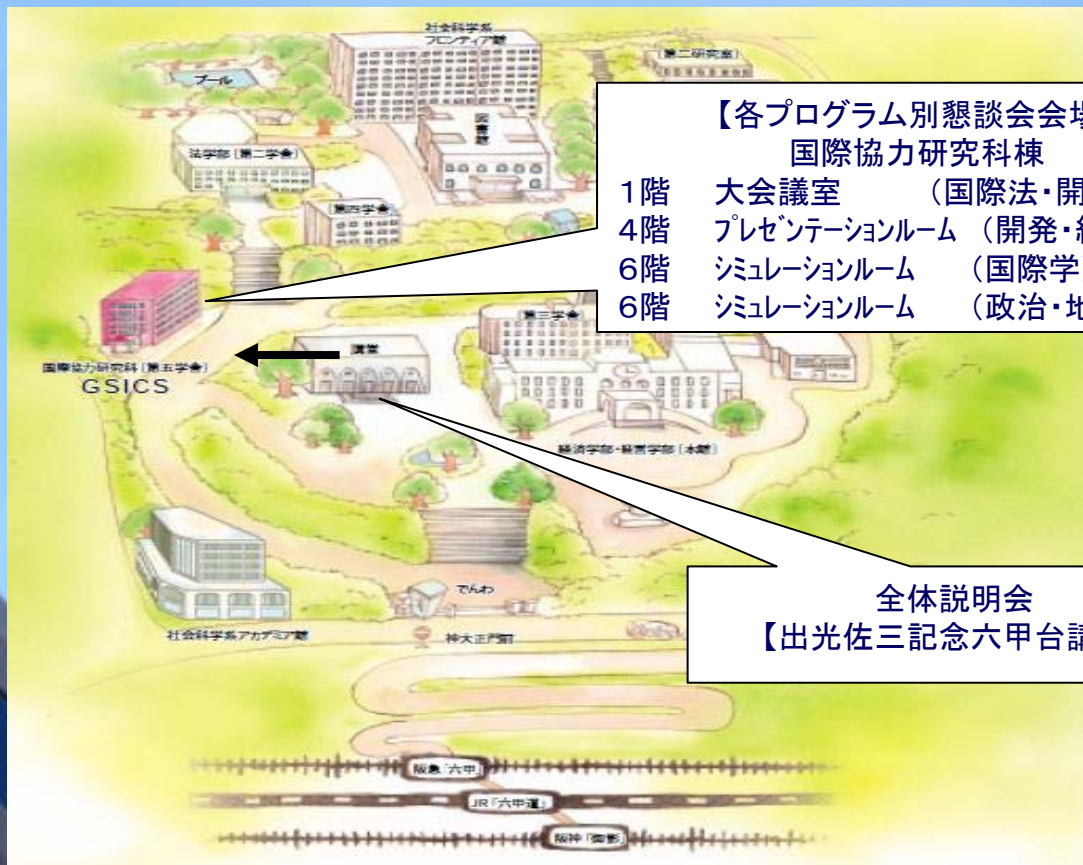 社会科学系
フロンティア館
[第二研究室]
プール
図書館
法学部 [第二学舎]
[第四学舎]
【各プログラム別懇談会会場
国際協力研究科棟
1階 大会議室 (国際法・開
4階 プレゼンテーションルーム (開発・経
6階 シミュレーションルーム (国際学
6階 シミュレーションルーム (政治・地
[第三学舎]
講堂
国際協力研究科 [第五学舎]
GSICS
経済学部・経営学部 [本館]
全体説明会
【出光佐三記念六甲台講
でんわ
社会科学系アカデミア館
神大正門前
阪急「六甲」
JR「六甲道」
阪神「御影」